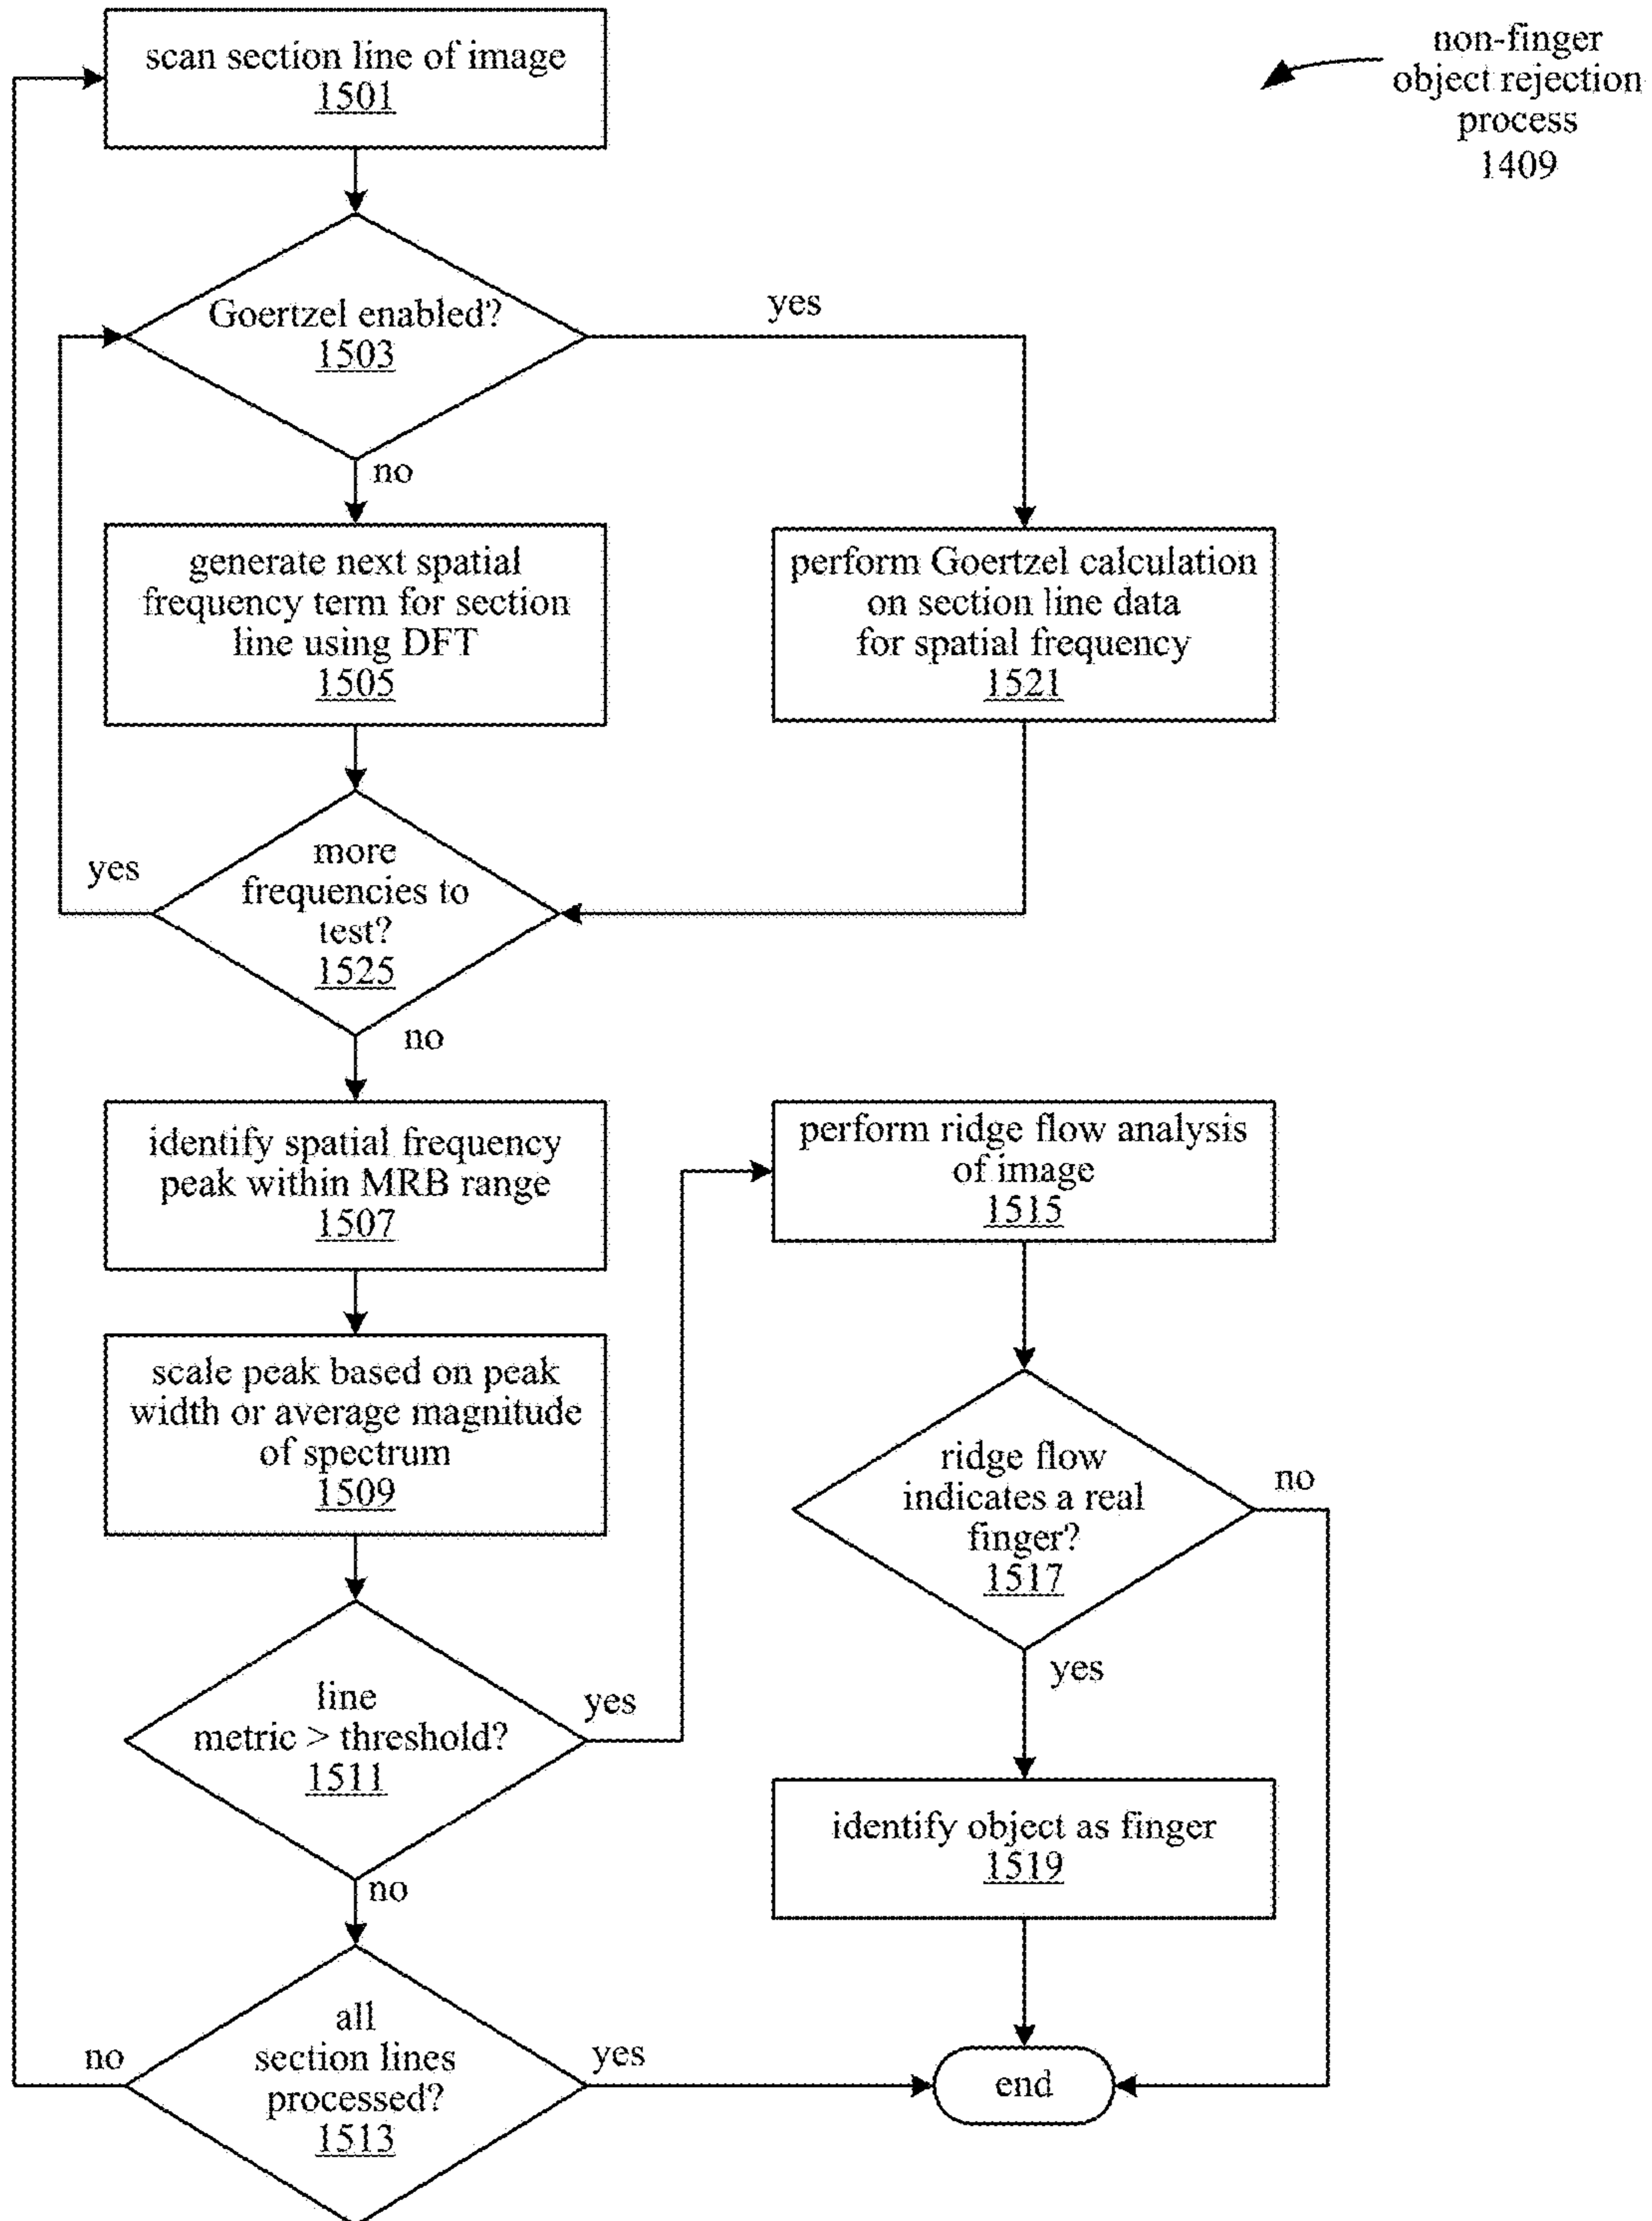 scan section line of image
1501
non-finger
object rejection
process
1409
Goertzel enabled?
1503
yes
no
generate next spatial
frequency term for section
line using DFT
1505
perform Goertzel calculation
on section line data
for spatial frequency
1521
more
frequencies to
test?
1525
yes
no
identify spatial frequency
peak within MRB range
1507
perform ridge flow analysis
of image
1515
scale peak based on peak
width or average magnitude
of spectrum
1509
ridge flow
indicates a real
finger?
1517
no
yes
line
metric > threshold?
1511
yes
no
identify object as finger
1519
all
section lines
processed?
1513
no
yes
end